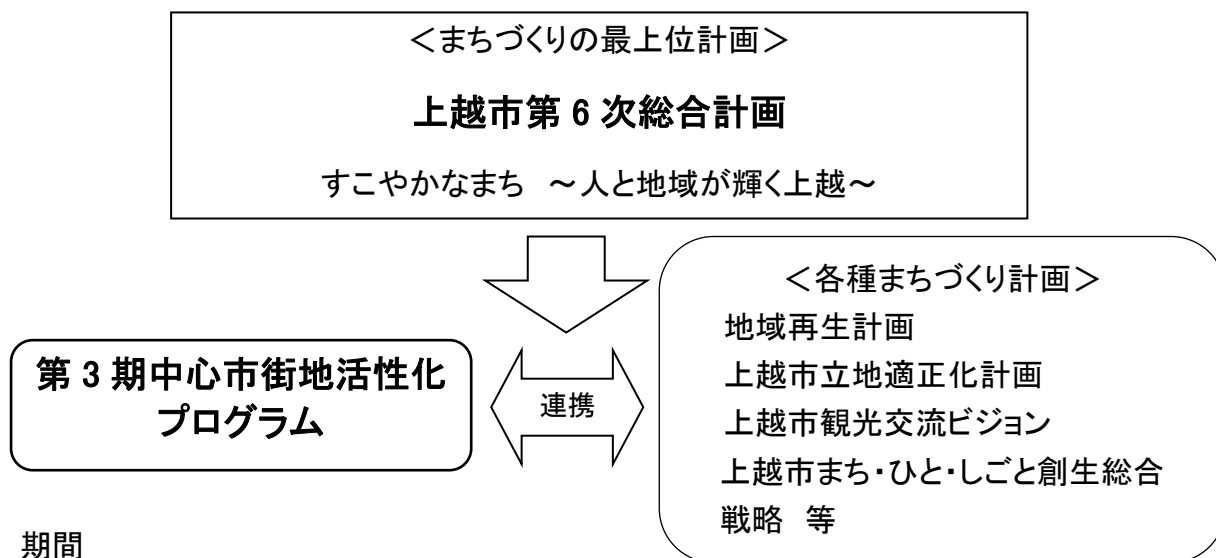 ＜まちづくりの最上位計画＞
上越市第 6 次総合計画
すこやかなまち　～人と地域が輝く上越～
＜各種まちづくり計画＞
地域再生計画
上越市立地適正化計画
上越市観光交流ビジョン
上越市まち・ひと・しごと創生総合
戦略　等
第 3 期中心市街地活性化
プログラム
連携
期間